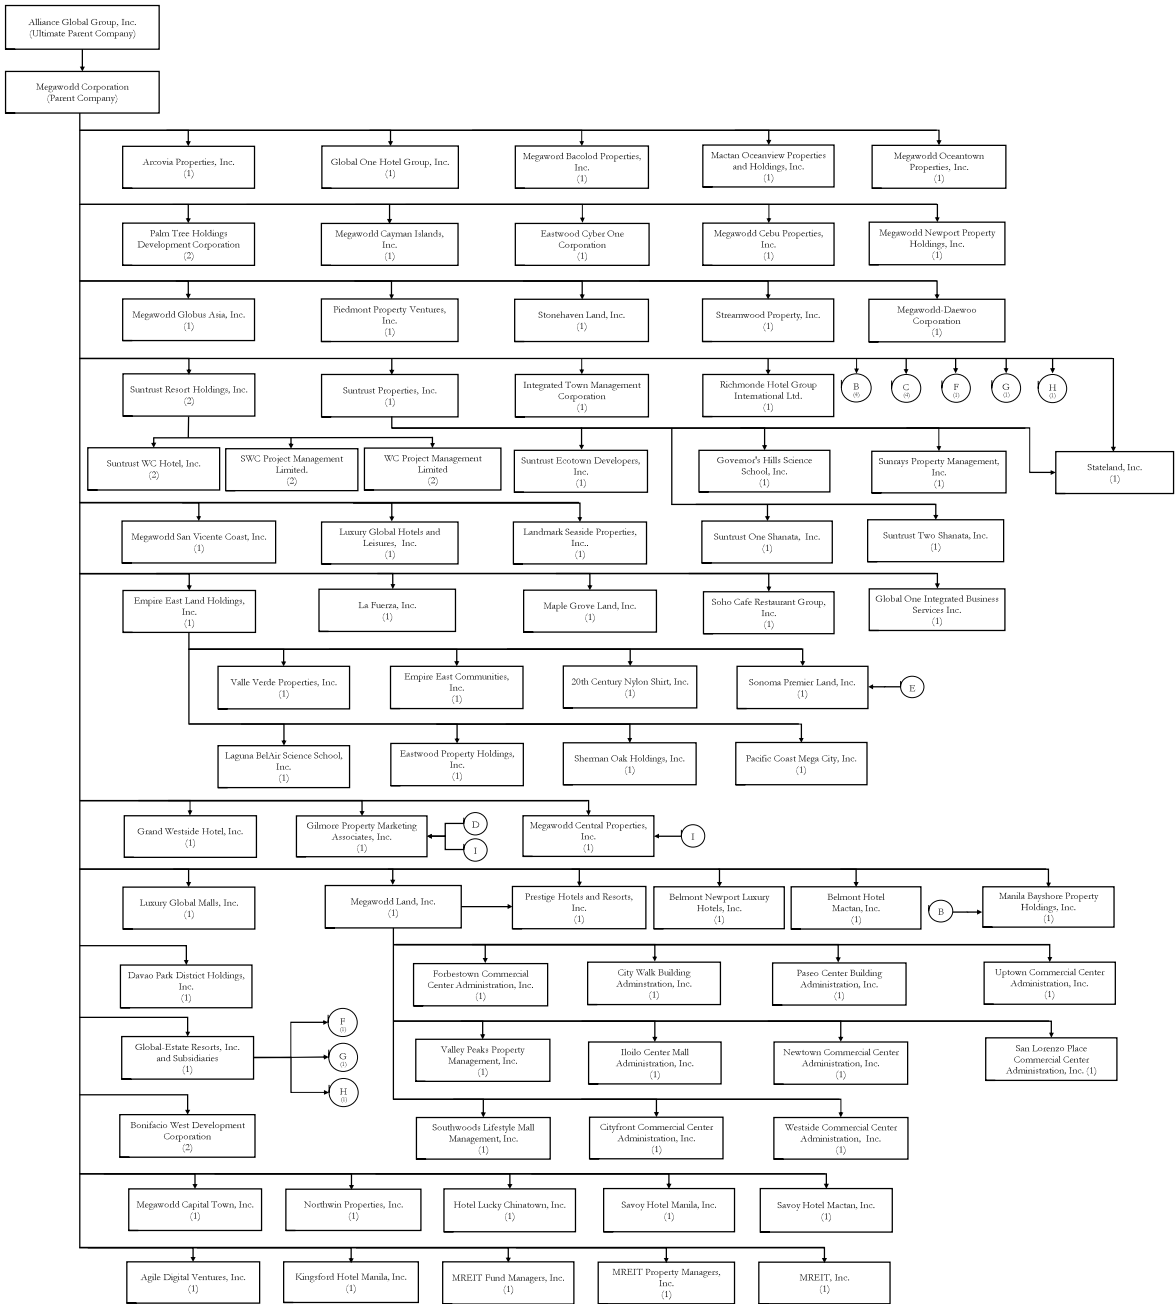 Alliance Global Group, Inc.
(Ultimate Parent Company)
Megaworld Corporation
(Parent Company)
Arcovia Properties, Inc.
(1)
Global One Hotel Group, Inc.
(1)
Megaword Bacolod Properties,
Inc.
(1)
Mactan Oceanview Properties
and Holdings, Inc.
(1)
Megaworld Oceantown
Properties, Inc.
(1)
Palm Tree Holdings
Development Corporation
(2)
Megaworld Cayman Islands,
Inc.
(1)
Eastwood Cyber One
Corporation
(1)
Megaworld Cebu Properties,
Inc.
(1)
Megaworld Newport Property
Holdings, Inc.
(1)
Megaworld Globus Asia, Inc.
(1)
Piedmont Property Ventures,
Inc.
(1)
Stonehaven Land, Inc.
(1)
Streamwood Property, Inc.
(1)
Megaworld-Daewoo
Corporation
(1)
Suntrust Resort Holdings, Inc.
(2)
Suntrust Properties, Inc.
(1)
Integrated Town Management
Corporation
(1)
Richmonde Hotel Group
International Ltd.
(1)
B
(4)
C
(4)
F
(1)
G
(1)
H
(1)
Suntrust WC Hotel, Inc.
(2)
SWC Project Management
Limited.
(2)
WC Project Management
Limited
(2)
Suntrust Ecotown Developers,
Inc.
(1)
Governor's Hills Science
School, Inc.
(1)
Sunrays Property Management,
Inc.
(1)
Stateland, Inc.
(1)
Megaworld San Vicente Coast, Inc.
(1)
Luxury Global Hotels and
Leisures, Inc.
(1)
Landmark Seaside Properties,
Inc..
(1)
Suntrust One Shanata, Inc.
(1)
Suntrust Two Shanata, Inc.
(1)
Empire East Land Holdings,
Inc.
(1)
La Fuerza, Inc.
(1)
Maple Grove Land, Inc.
(1)
Soho Cafe Restaurant Group,
Inc.
(1)
Global One Integrated Business
Services Inc.
(1)
Valle Verde Properties, Inc.
(1)
Empire East Communities,
Inc.
(1)
20th Century Nylon Shirt, Inc.
(1)
Sonoma Premier Land, Inc.
(1)
E
Laguna BelAir Science School,
Inc.
(1)
Eastwood Property Holdings,
Inc.
(1)
Sherman Oak Holdings, Inc.
(1)
Pacific Coast Mega City, Inc.
(1)
Grand Westside Hotel, Inc.
(1)
Gilmore Property Marketing
Associates, Inc.
(1)
D
I
Megaworld Central Properties,
Inc.
(1)
I
Luxury Global Malls, Inc.
(1)
Megaworld Land, Inc.
(1)
Prestige Hotels and Resorts,
Inc.
(1)
Belmont Newport Luxury
Hotels, Inc.
(1)
Belmont Hotel
Mactan, Inc.
(1)
B
Manila Bayshore Property
Holdings, Inc.
(1)
Davao Park District Holdings,
Inc.
(1)
Forbestown Commercial
Center Administration, Inc.
(1)
City Walk Building
Adminstration, Inc.
(1)
Paseo Center Building
Administration, Inc.
(1)
Uptown Commercial Center
Administration, Inc.
(1)
Global-Estate Resorts, Inc.
and Subsidiaries
(1)
F
(1)
G
(1)
H
(1)
Valley Peaks Property
Management, Inc.
(1)
Iloilo Center Mall
Administration, Inc.
(1)
Newtown Commercial Center
Administration, Inc.
(1)
San Lorenzo Place
Commercial Center
Administration, Inc. (1)
Bonifacio West Development
Corporation
(2)
Southwoods Lifestyle Mall
Management, Inc.
(1)
Cityfront Commercial Center
Administration, Inc.
(1)
Westside Commercial Center
Administration, Inc.
(1)
Megaworld Capital Town, Inc.
(1)
Northwin Properties, Inc.
(1)
Hotel Lucky Chinatown, Inc.
(1)
Savoy Hotel Manila, Inc.
(1)
Savoy Hotel Mactan, Inc.
(1)
Agile Digital Ventures, Inc.
(1)
Kingsford Hotel Manila, Inc.
(1)
MREIT Fund Managers, Inc.
(1)
MREIT Property Managers,
Inc.
(1)
MREIT, Inc.
(1)